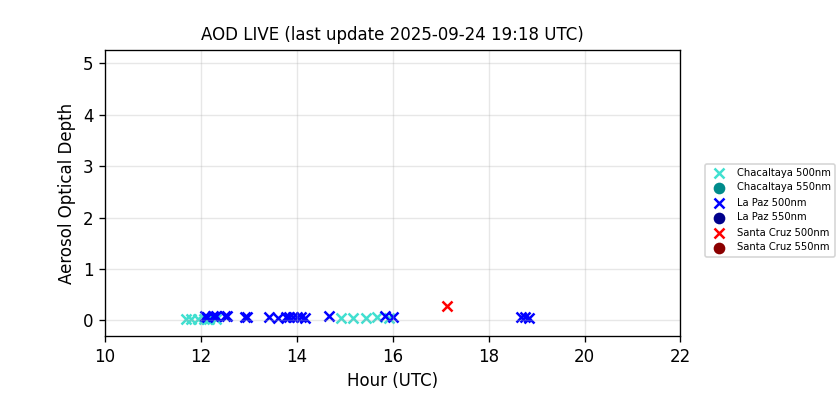 AOD LIVE (last update 2025-09-24 19:18 UTC)
Aerosol Optical Depth
5
4
3
2
1
0
10 12 14 16 18 20 22
Hour (UTC)
Chacaltaya 500nm
Chacaltaya 550nm
La Paz 500nm
La Paz 550nm
Santa Cruz 500nm
Santa Cruz 550nm